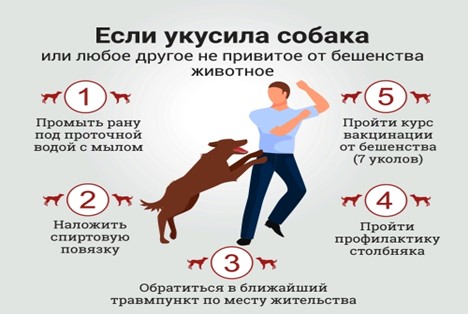 Если укусила собака
или любое другое не привитое от бешенства
животное
1
Промыть рану
под проточной
водой с мылом
2
Наложить
спиртовую
повязку
3
Обратиться в ближайший
травмпункт по месту жительства
4
Пройти
профилактику
столбняка
5
Пройти курс
вакцинации
от бешенства
(7 уколов)